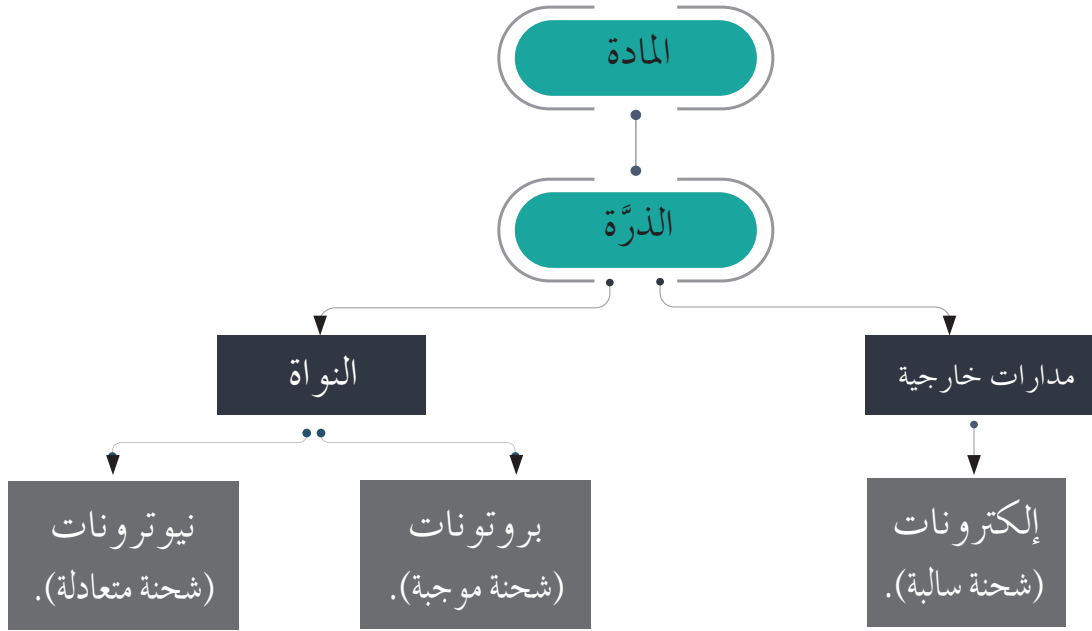 المادة
الذرَّة
مدارات خارجية
النواة
إلكترونات
(شحنة سالبة).
بروتونات
(شحنة موجبة).
نيوترونات
(شحنة متعادلة).